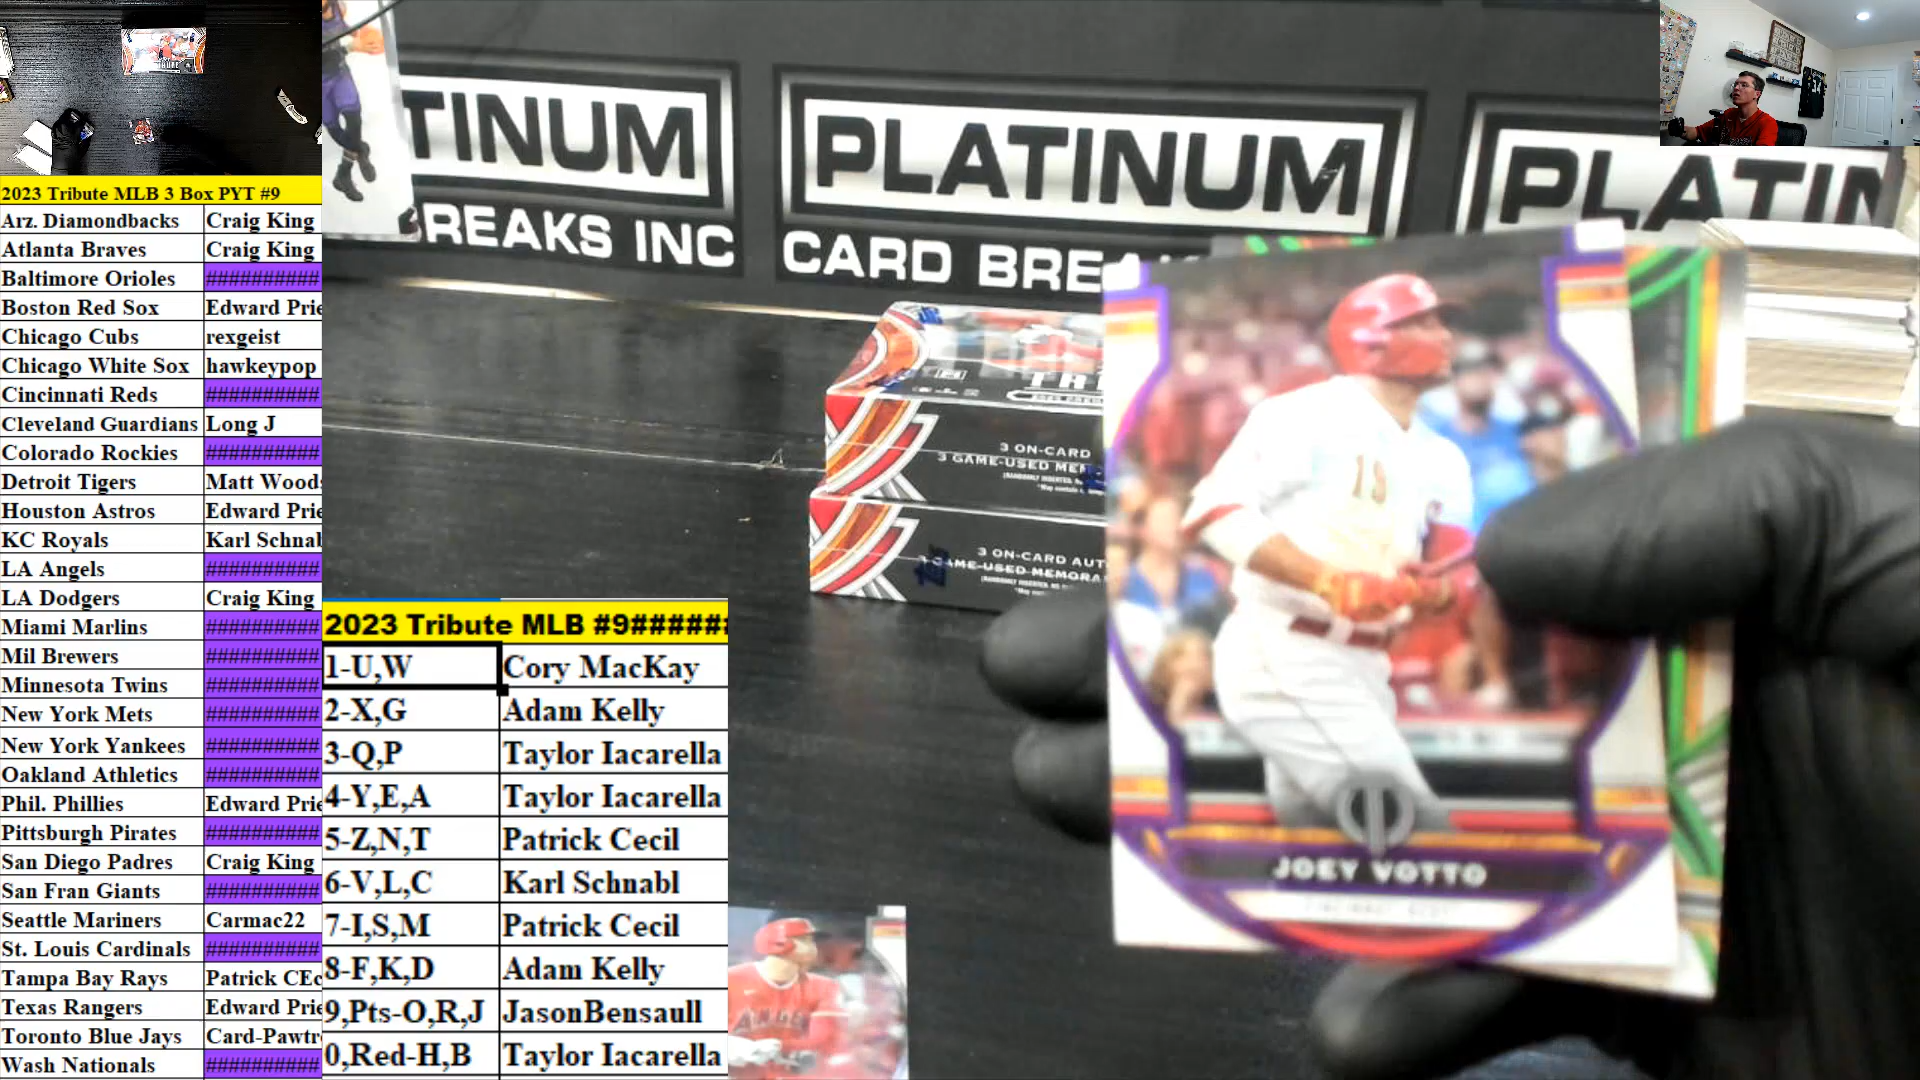 2023 Tribute MLB 3 Box PYT #9
Arz. Diamondbacks Craig King
Atlanta Braves Craig King
Baltimore Orioles ##########
Boston Red Sox Edward Prie
Chicago Cubs rexgeist
Chicago White Sox hawkeypop
Cincinnati Reds ##########
Cleveland Guardians Long J
Colorado Rockies ##########
Detroit Tigers Matt Woods
Houston Astros Edward Prie
KC Royals Karl Schnab
LA Angels ##########
LA Dodgers Craig King
Miami Marlins ##########
Mil Brewers ##########
Minnesota Twins ##########
New York Mets ##########
New York Yankees ##########
Oakland Athletics ##########
Phil. Phillies Edward Prie
Pittsburgh Pirates ##########
San Diego Padres Craig King
San Fran Giants ##########
Seattle Mariners Carmac22
St. Louis Cardinals ##########
Tampa Bay Rays Patrick CEc
Texas Rangers Edward Prie
Toronto Blue Jays Card-Pawtr
Wash Nationals ##########
2023 Tribute MLB #9######
1-U,W Cory MacKay
2-X,G Adam Kelly
3-Q,P Taylor Iacarella
4-Y,E,A Taylor Iacarella
5-Z,N,T Patrick Cecil
6-V,L,C Karl Schnabl
7-I,S,M Patrick Cecil
8-F,K,D Adam Kelly
9,Pts-O,R,J JasonBensaull
0,Red-H,B Taylor Iacarella
TINUM
REAKS INC
PLATINUM
CARD BREA
PLATIN
3 ON-CARD
3 GAME-USED MEM
3 ON-CARD AUT
AME-USED MEMORA
19
JOEY VOTTO